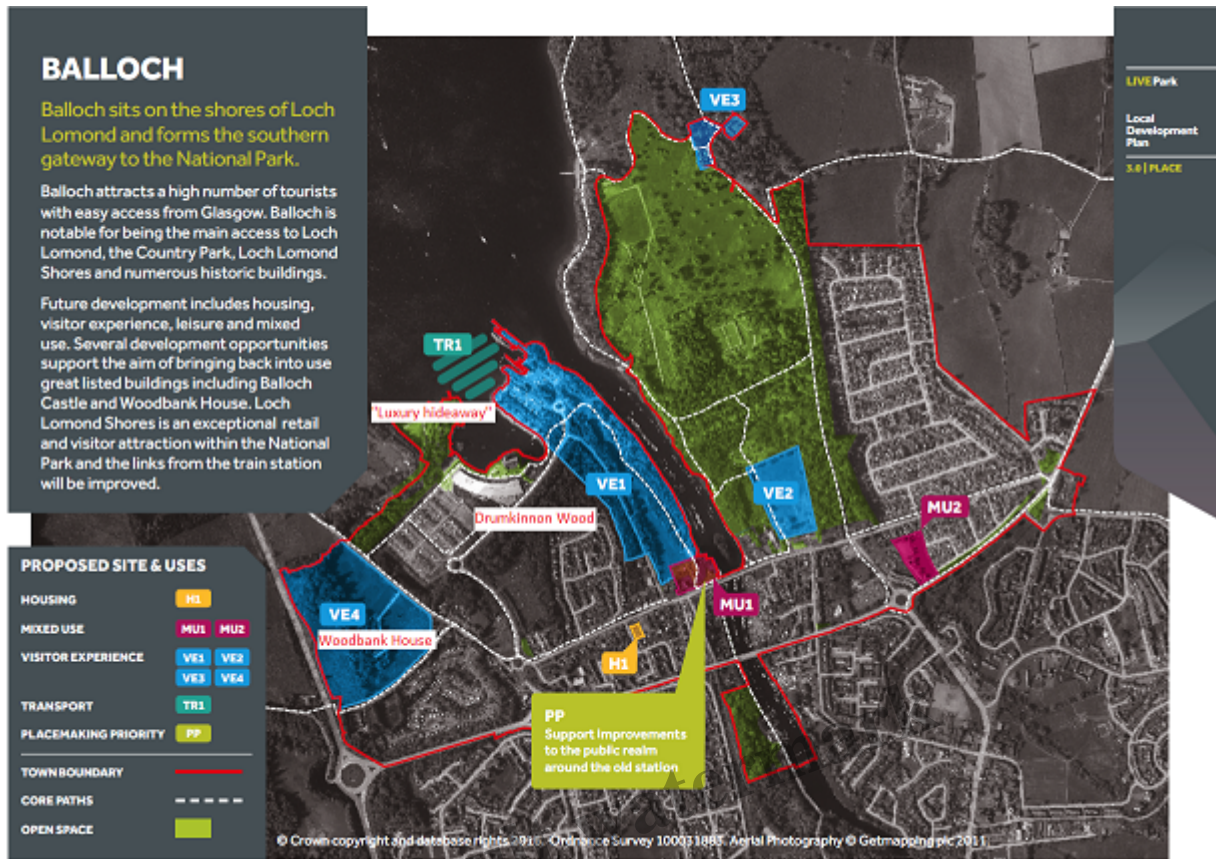 BALLOCH
Balloch sits on the shores of Loch
Lomond and forms the southern
gateway to the National Park.
Balloch attracts a high number of tourists
with easy access from Glasgow. Balloch is
notable for being the main access to Loch
Lomond, the Country Park, Loch Lomond
Shores and numerous historic buildings.
Future development includes housing,
visitor experience, leisure and mixed
use. Several development opportunities
support the aim of bringing back into use
great listed buildings including Balloch
Castle and Woodbank House. Loch
Lomond Shores is an exceptional retail
and visitor attraction within the National
Park and the links from the train station
will be improved.
PROPOSED SITE & USES
HOUSING H1
MIXED USE MU1 MU2
VISITOR EXPERIENCE VE1 VE2
VE3 VE4
TRANSPORT TR1
PLACEMAKING PRIORITY PP
TOWN BOUNDARY
CORE PATHS
OPEN SPACE
VE3
TR1
"Luxury hideaway"
VE1
VE2
Drumkinnon Wood
MU2
VE4
Woodbank House
MU1
H1
PP
Support improvements
to the public realm
around the old station
© Crown copyright and database rights Ordnance Survey 100031883. Aerial Photography © Getmapping plc 2011
LIVE Park
Local
Development
Plan
3.0 | PLACE